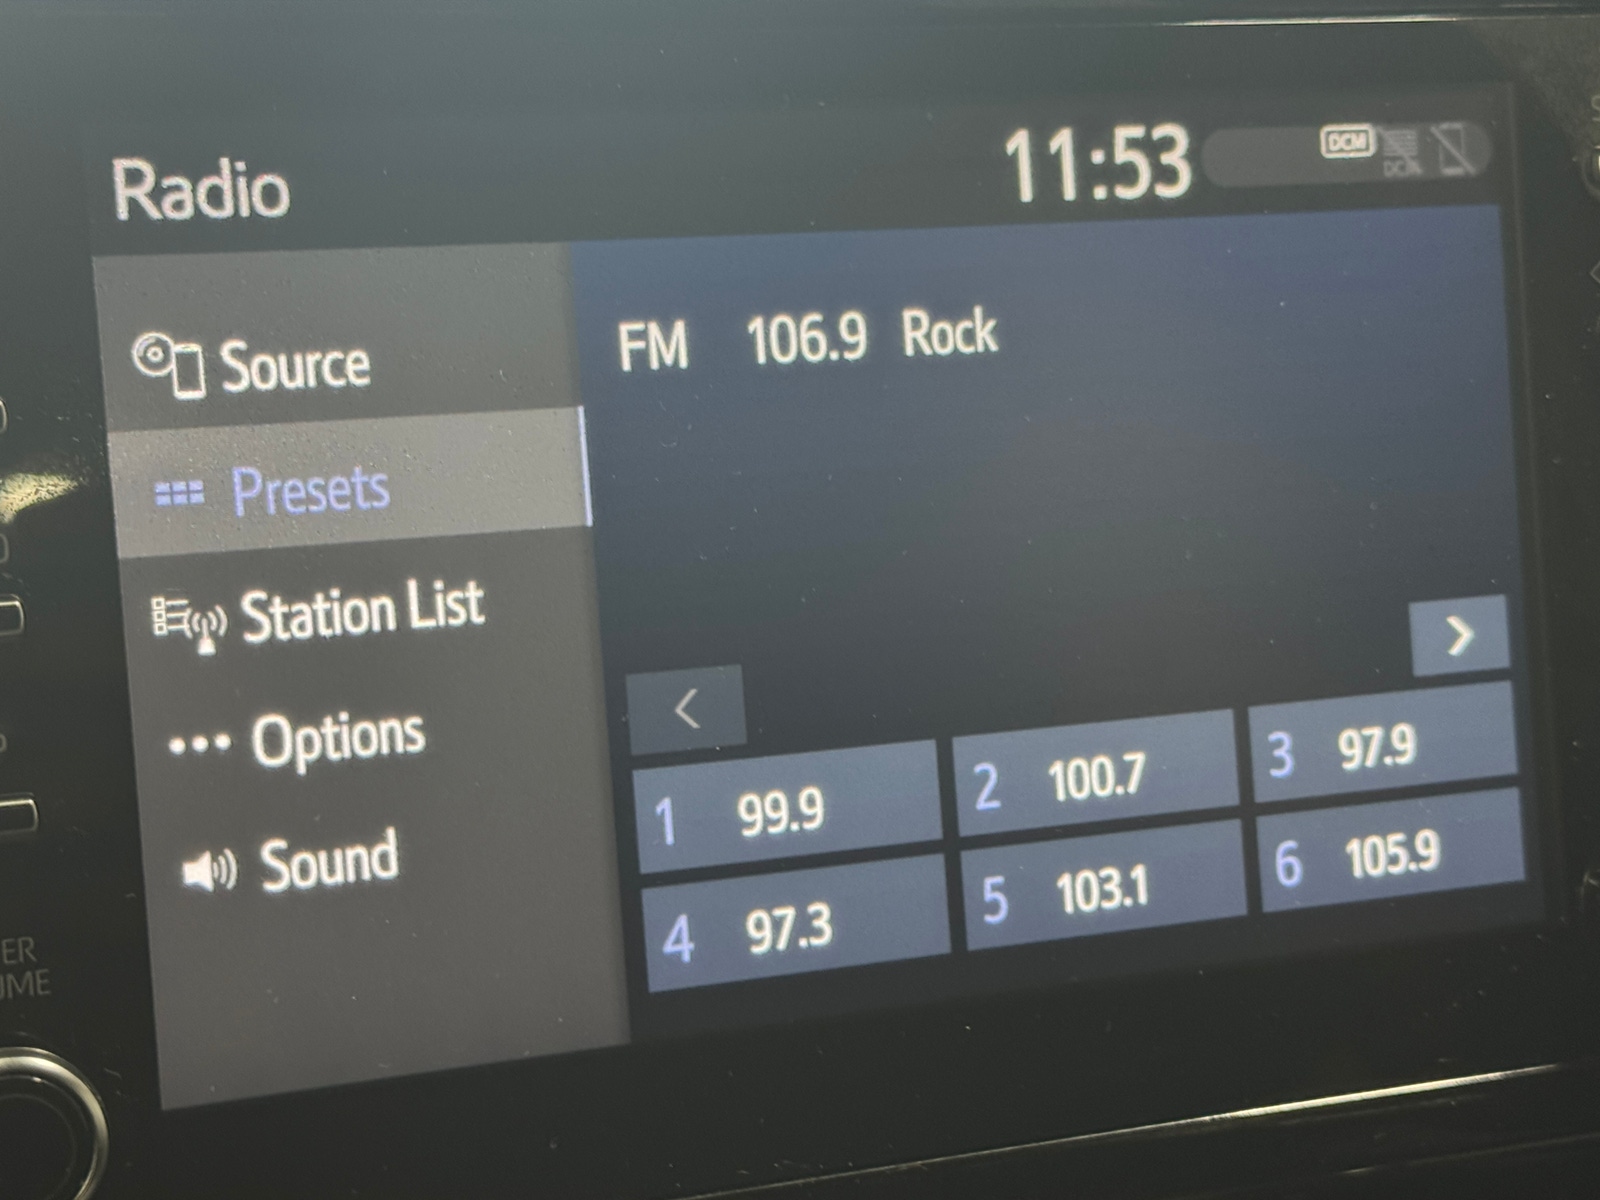 Radio
11:53
DCM
DCM
Source
Presets
Station List
Options
Sound
FM 106.9 Rock
1 99.9
2 100.7
3 97.9
4 97.3
5 103.1
6 105.9